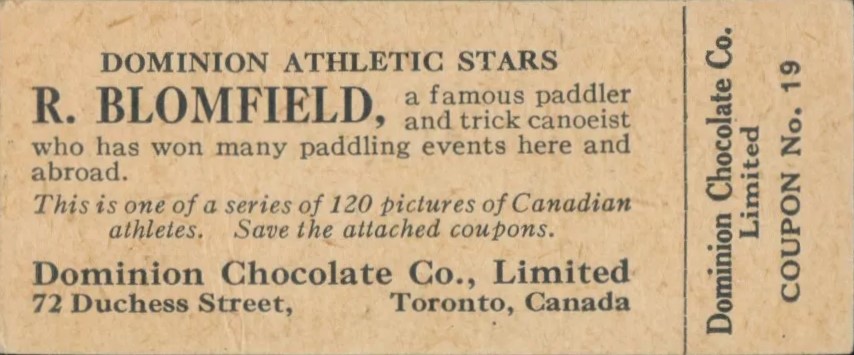 DOMINION ATHLETIC STARS
R. BLOMFIELD, a famous paddler
and trick canoeist
who has won many paddling events here and
abroad.
This is one of a series of 120 pictures of Canadian
athletes. Save the attached coupons.
Dominion Chocolate Co., Limited
72 Duchess Street, Toronto, Canada
Dominion Chocolate Co.
Limited
COUPON No. 19